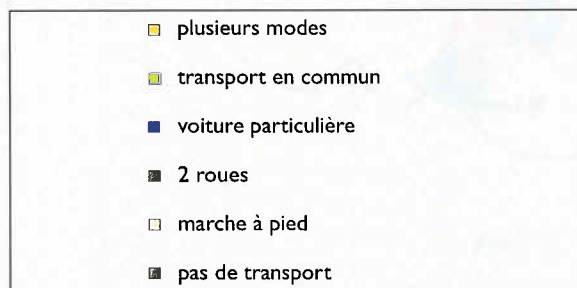 plusieurs modes
transport en commun
voiture particulière
2 roues
marche à pied
pas de transport